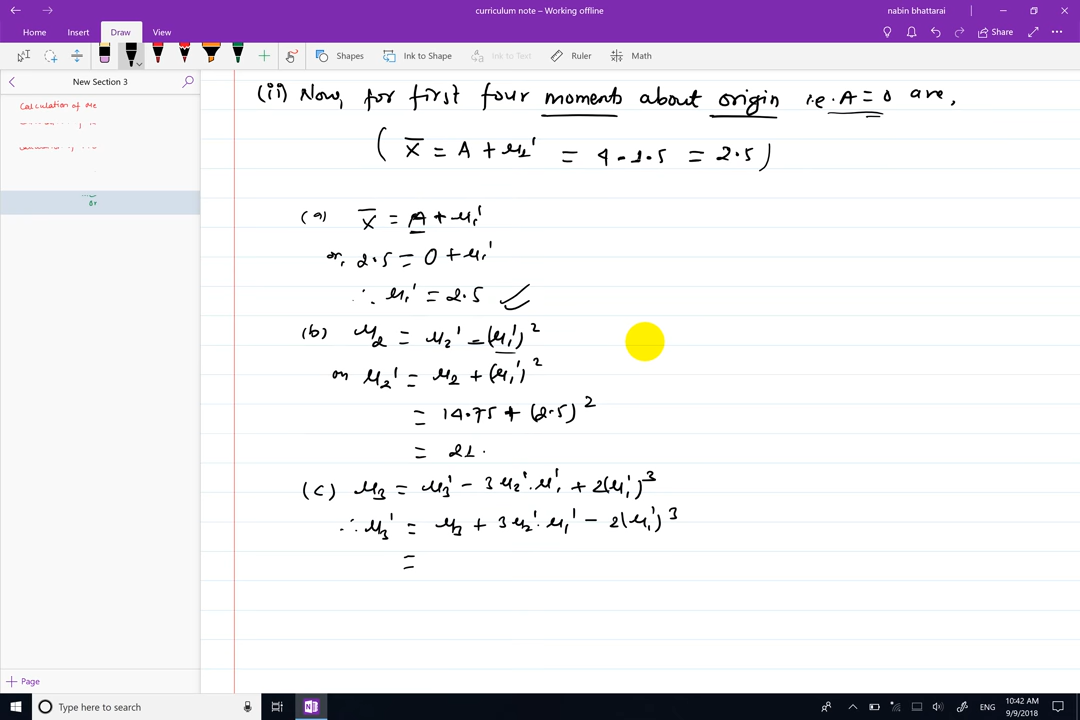 curriculum note – Working offline
nabin bhattarai
Home Insert Draw View
Share
Shapes Ink to Shape Ink to Text Ruler Math
New Section 3
Calculation of Me
(ii) Now, for first four moments about origin i.e. A = 0 are,
( X̄ = A + μ₁' = 4 - 1.5 = 2.5 )
(a) X̄ = A + μ₁'
or, 2.5 = 0 + μ₁'
∴ μ₁' = 2.5
(b) μ₂ = μ₂' - (μ₁')²
or μ₂' = μ₂ + (μ₁')²
= 14.75 + (2.5)²
= 21.
(c) μ₃ = μ₃' - 3μ₂'.μ₁' + 2(μ₁')³
∴ μ₃' = μ₃ + 3μ₂'.μ₁' - 2(μ₁')³
=
+ Page
Type here to search
ENG
10:42 AM
9/9/2018